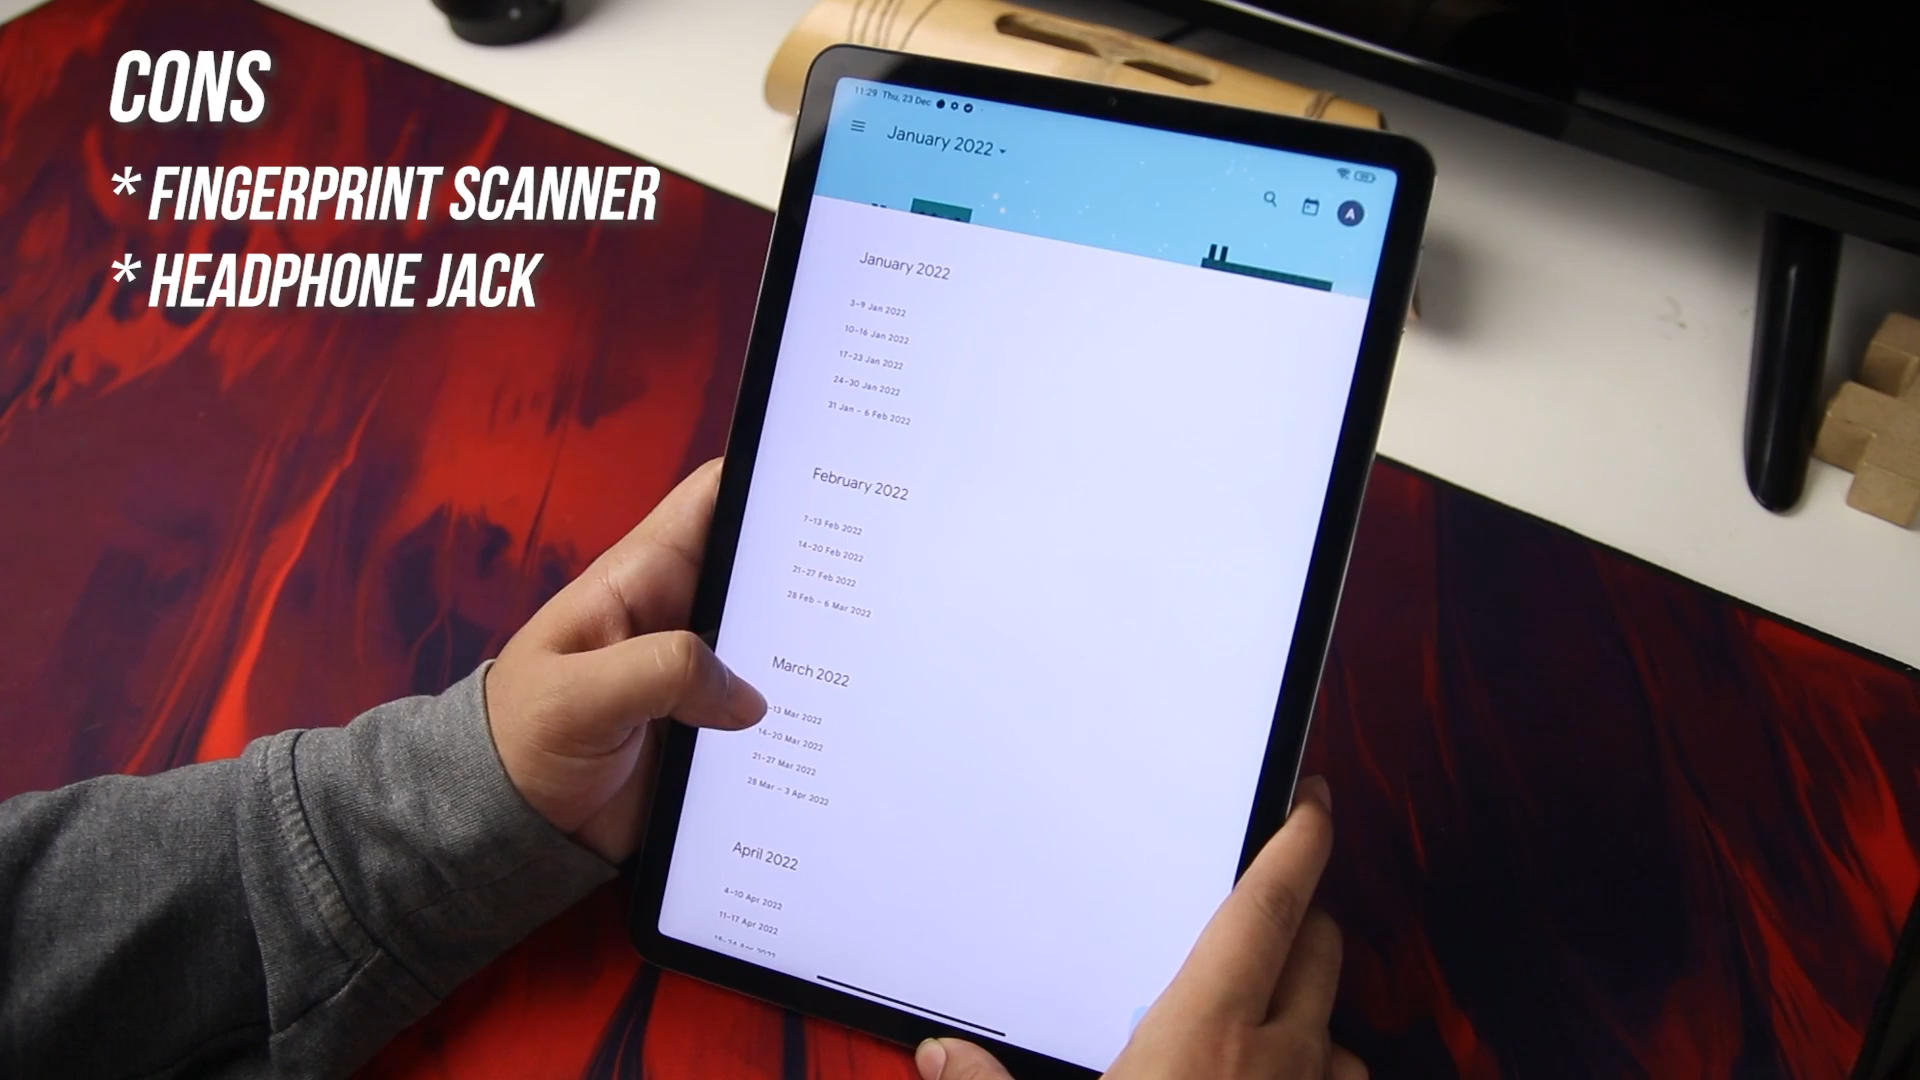 CONS
* FINGERPRINT SCANNER
* HEADPHONE JACK
11:29 Thu, 23 Dec
January 2022
A
January 2022
3-9 Jan 2022
10-16 Jan 2022
17-23 Jan 2022
24-30 Jan 2022
31 Jan - 6 Feb 2022
February 2022
7-13 Feb 2022
14-20 Feb 2022
21-27 Feb 2022
28 Feb - 6 Mar 2022
March 2022
-13 Mar 2022
14-20 Mar 2022
21-27 Mar 2022
28 Mar - 3 Apr 2022
April 2022
4-10 Apr 2022
11-17 Apr 2022